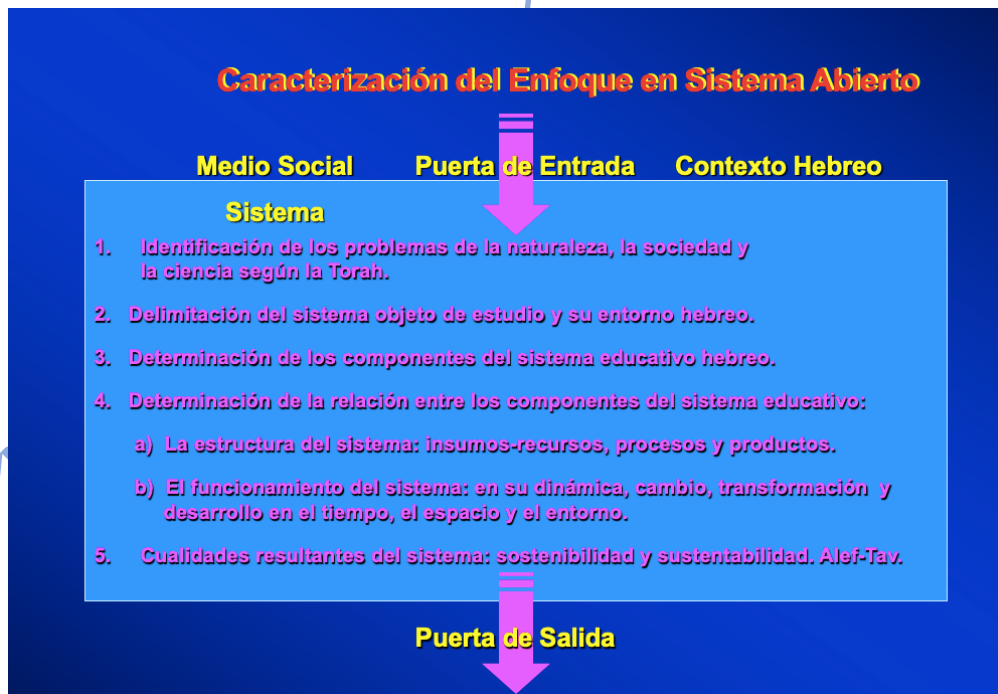 Caracterización del Enfoque en Sistema Abierto
Medio Social Puerta de Entrada Contexto Hebreo
Sistema
1. Identificación de los problemas de la naturaleza, la sociedad y
la ciencia según la Torah.
2. Delimitación del sistema objeto de estudio y su entorno hebreo.
3. Determinación de los componentes del sistema educativo hebreo.
4. Determinación de la relación entre los componentes del sistema educativo:
a) La estructura del sistema: insumos-recursos, procesos y productos.
b) El funcionamiento del sistema: en su dinámica, cambio, transformación y
desarrollo en el tiempo, el espacio y el entorno.
5. Cualidades resultantes del sistema: sostenibilidad y sustentabilidad. Alef-Tav.
Puerta de Salida